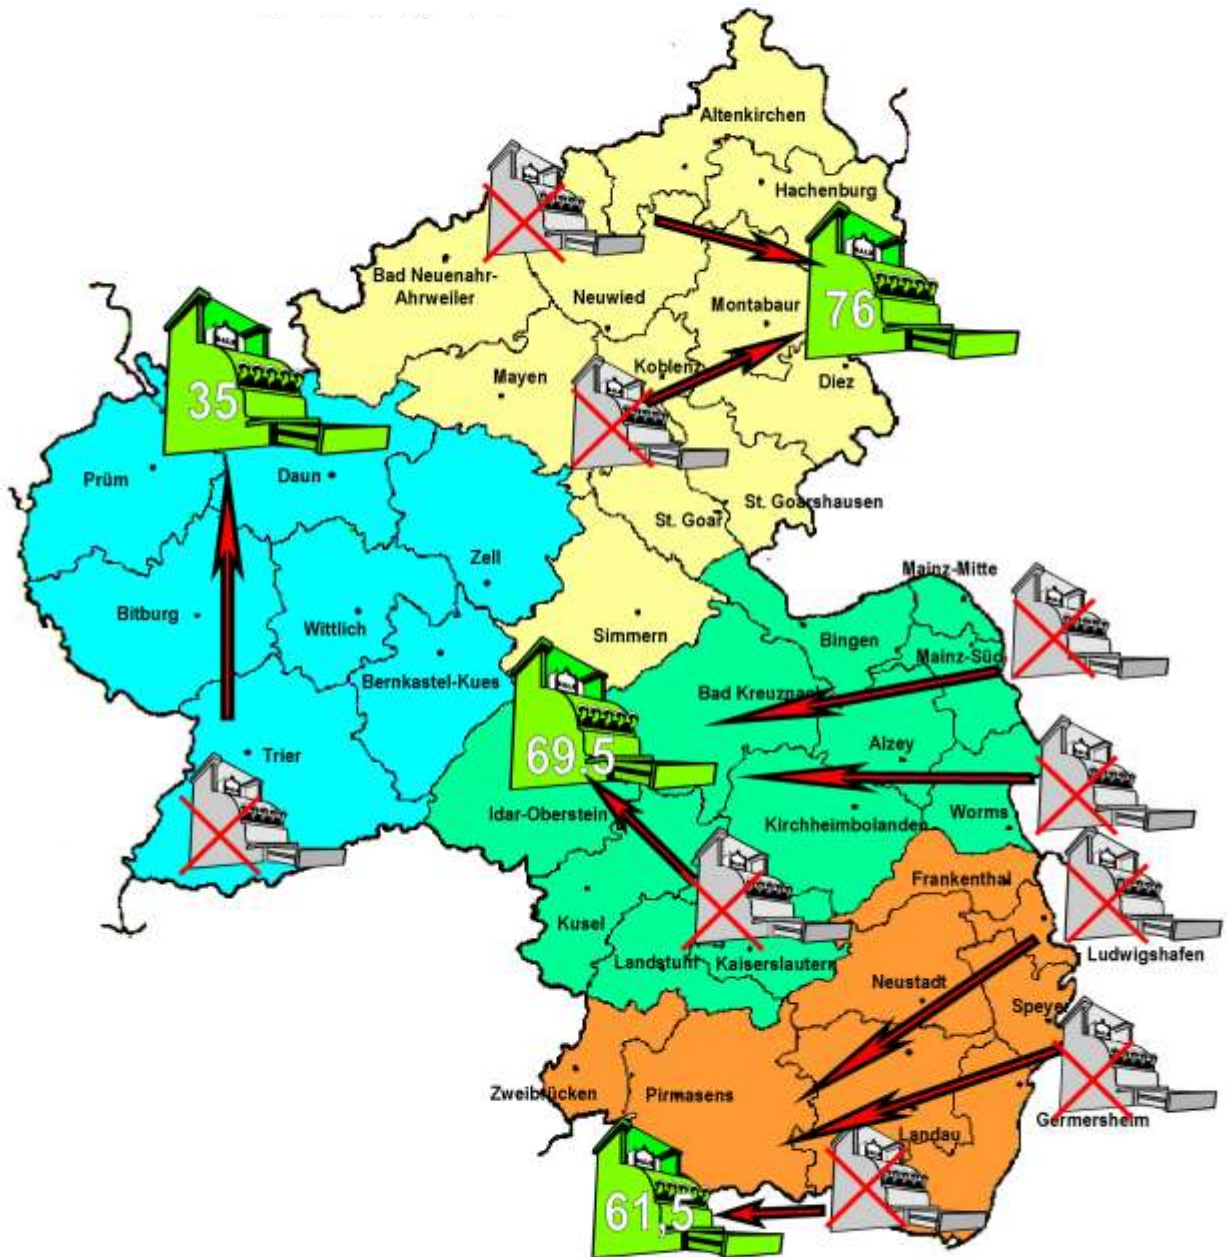 Altenkirchen
Hachenburg
Bad Neuenahr-
Ahrweiler
Neuwied
Montabaur
76
35
Mayen
Koblenz
Diez
Prüm
Daun
St. Goar
St. Goarshausen
Zell
Mainz-Mitte
Bitburg
Wittlich
Simmern
Bingen
Mainz-Süd
Bernkastel-Kues
Bad Kreuznach
Trier
69.5
Alzey
Idar-Oberstein
Kirchheimbolanden
Worms
Frankenthal
Kusel
Landstuhl
Kaiserslautern
Ludwigshafen
Neustadt
Speyer
Zweibrücken
Pirmasens
Germersheim
Landau
61,5